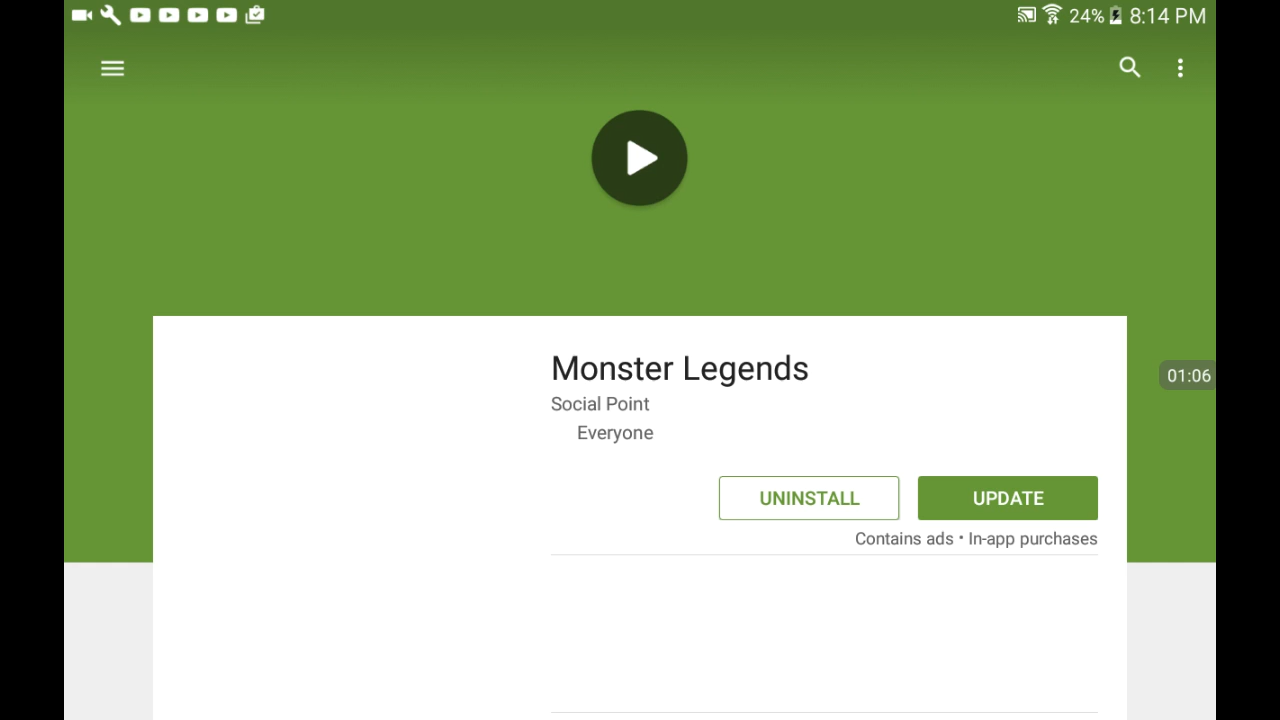 24% 8:14 PM
Monster Legends
Social Point
Everyone
01:06
UNINSTALL UPDATE
Contains ads • In-app purchases